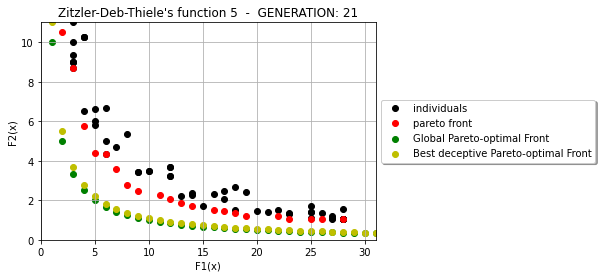 Zitzler-Deb-Thiele's function 5 - GENERATION: 21
F2(x)
10
8
6
4
2
0
0 5 10 15 20 25 30
F1(x)
individuals
pareto front
Global Pareto-optimal Front
Best deceptive Pareto-optimal Front